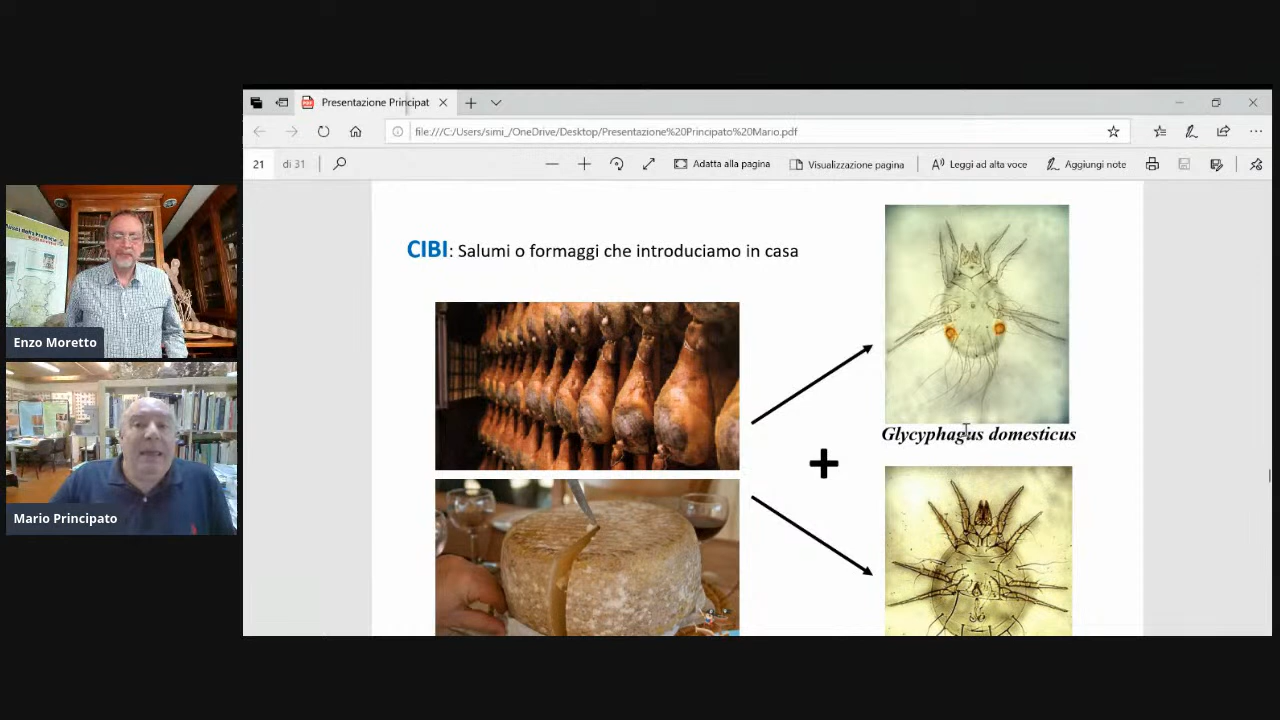 Presentazione Principat
file:///C:/Users/simi_/OneDrive/Desktop/Presentazione%20Principato%20Mario.pdf
21 di 31
Adatta alla pagina
Visualizzazione pagina
Leggi ad alta voce
Aggiungi note
CIBI: Salumi o formaggi che introduciamo in casa
Glycyphagus domesticus
Enzo Moretto
Mario Principato